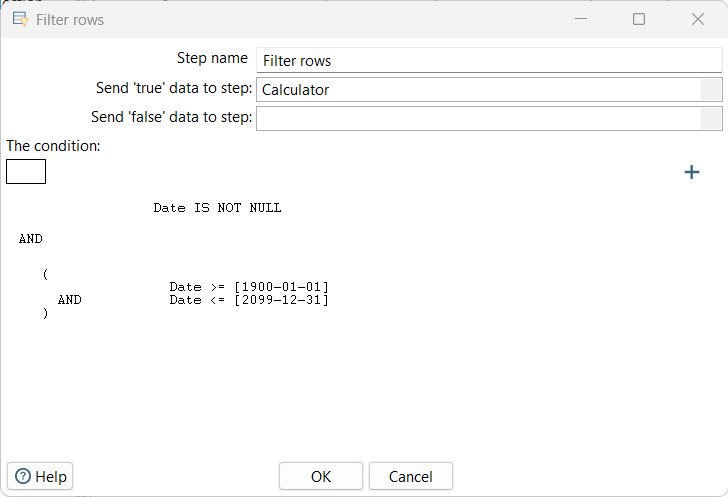 Filter rows
Step name Filter rows
Send 'true' data to step: Calculator
Send 'false' data to step:
The condition:
Date IS NOT NULL
AND
(
Date >= [1900-01-01]
AND Date <= [2099-12-31]
)
Help OK Cancel